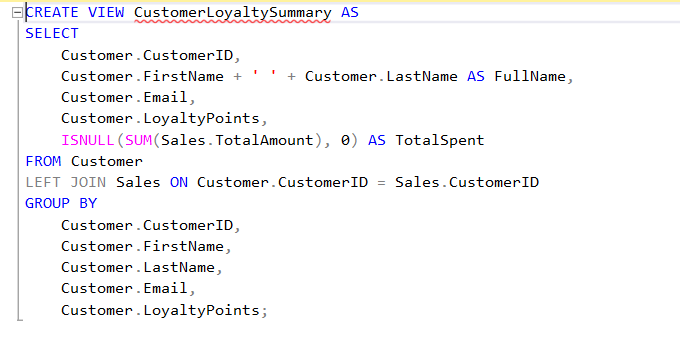 CREATE VIEW CustomerLoyaltySummary AS
SELECT
    Customer.CustomerID,
    Customer.FirstName + ' ' + Customer.LastName AS FullName,
    Customer.Email,
    Customer.LoyaltyPoints,
    ISNULL(SUM(Sales.TotalAmount), 0) AS TotalSpent
FROM Customer
LEFT JOIN Sales ON Customer.CustomerID = Sales.CustomerID
GROUP BY
    Customer.CustomerID,
    Customer.FirstName,
    Customer.LastName,
    Customer.Email,
    Customer.LoyaltyPoints;